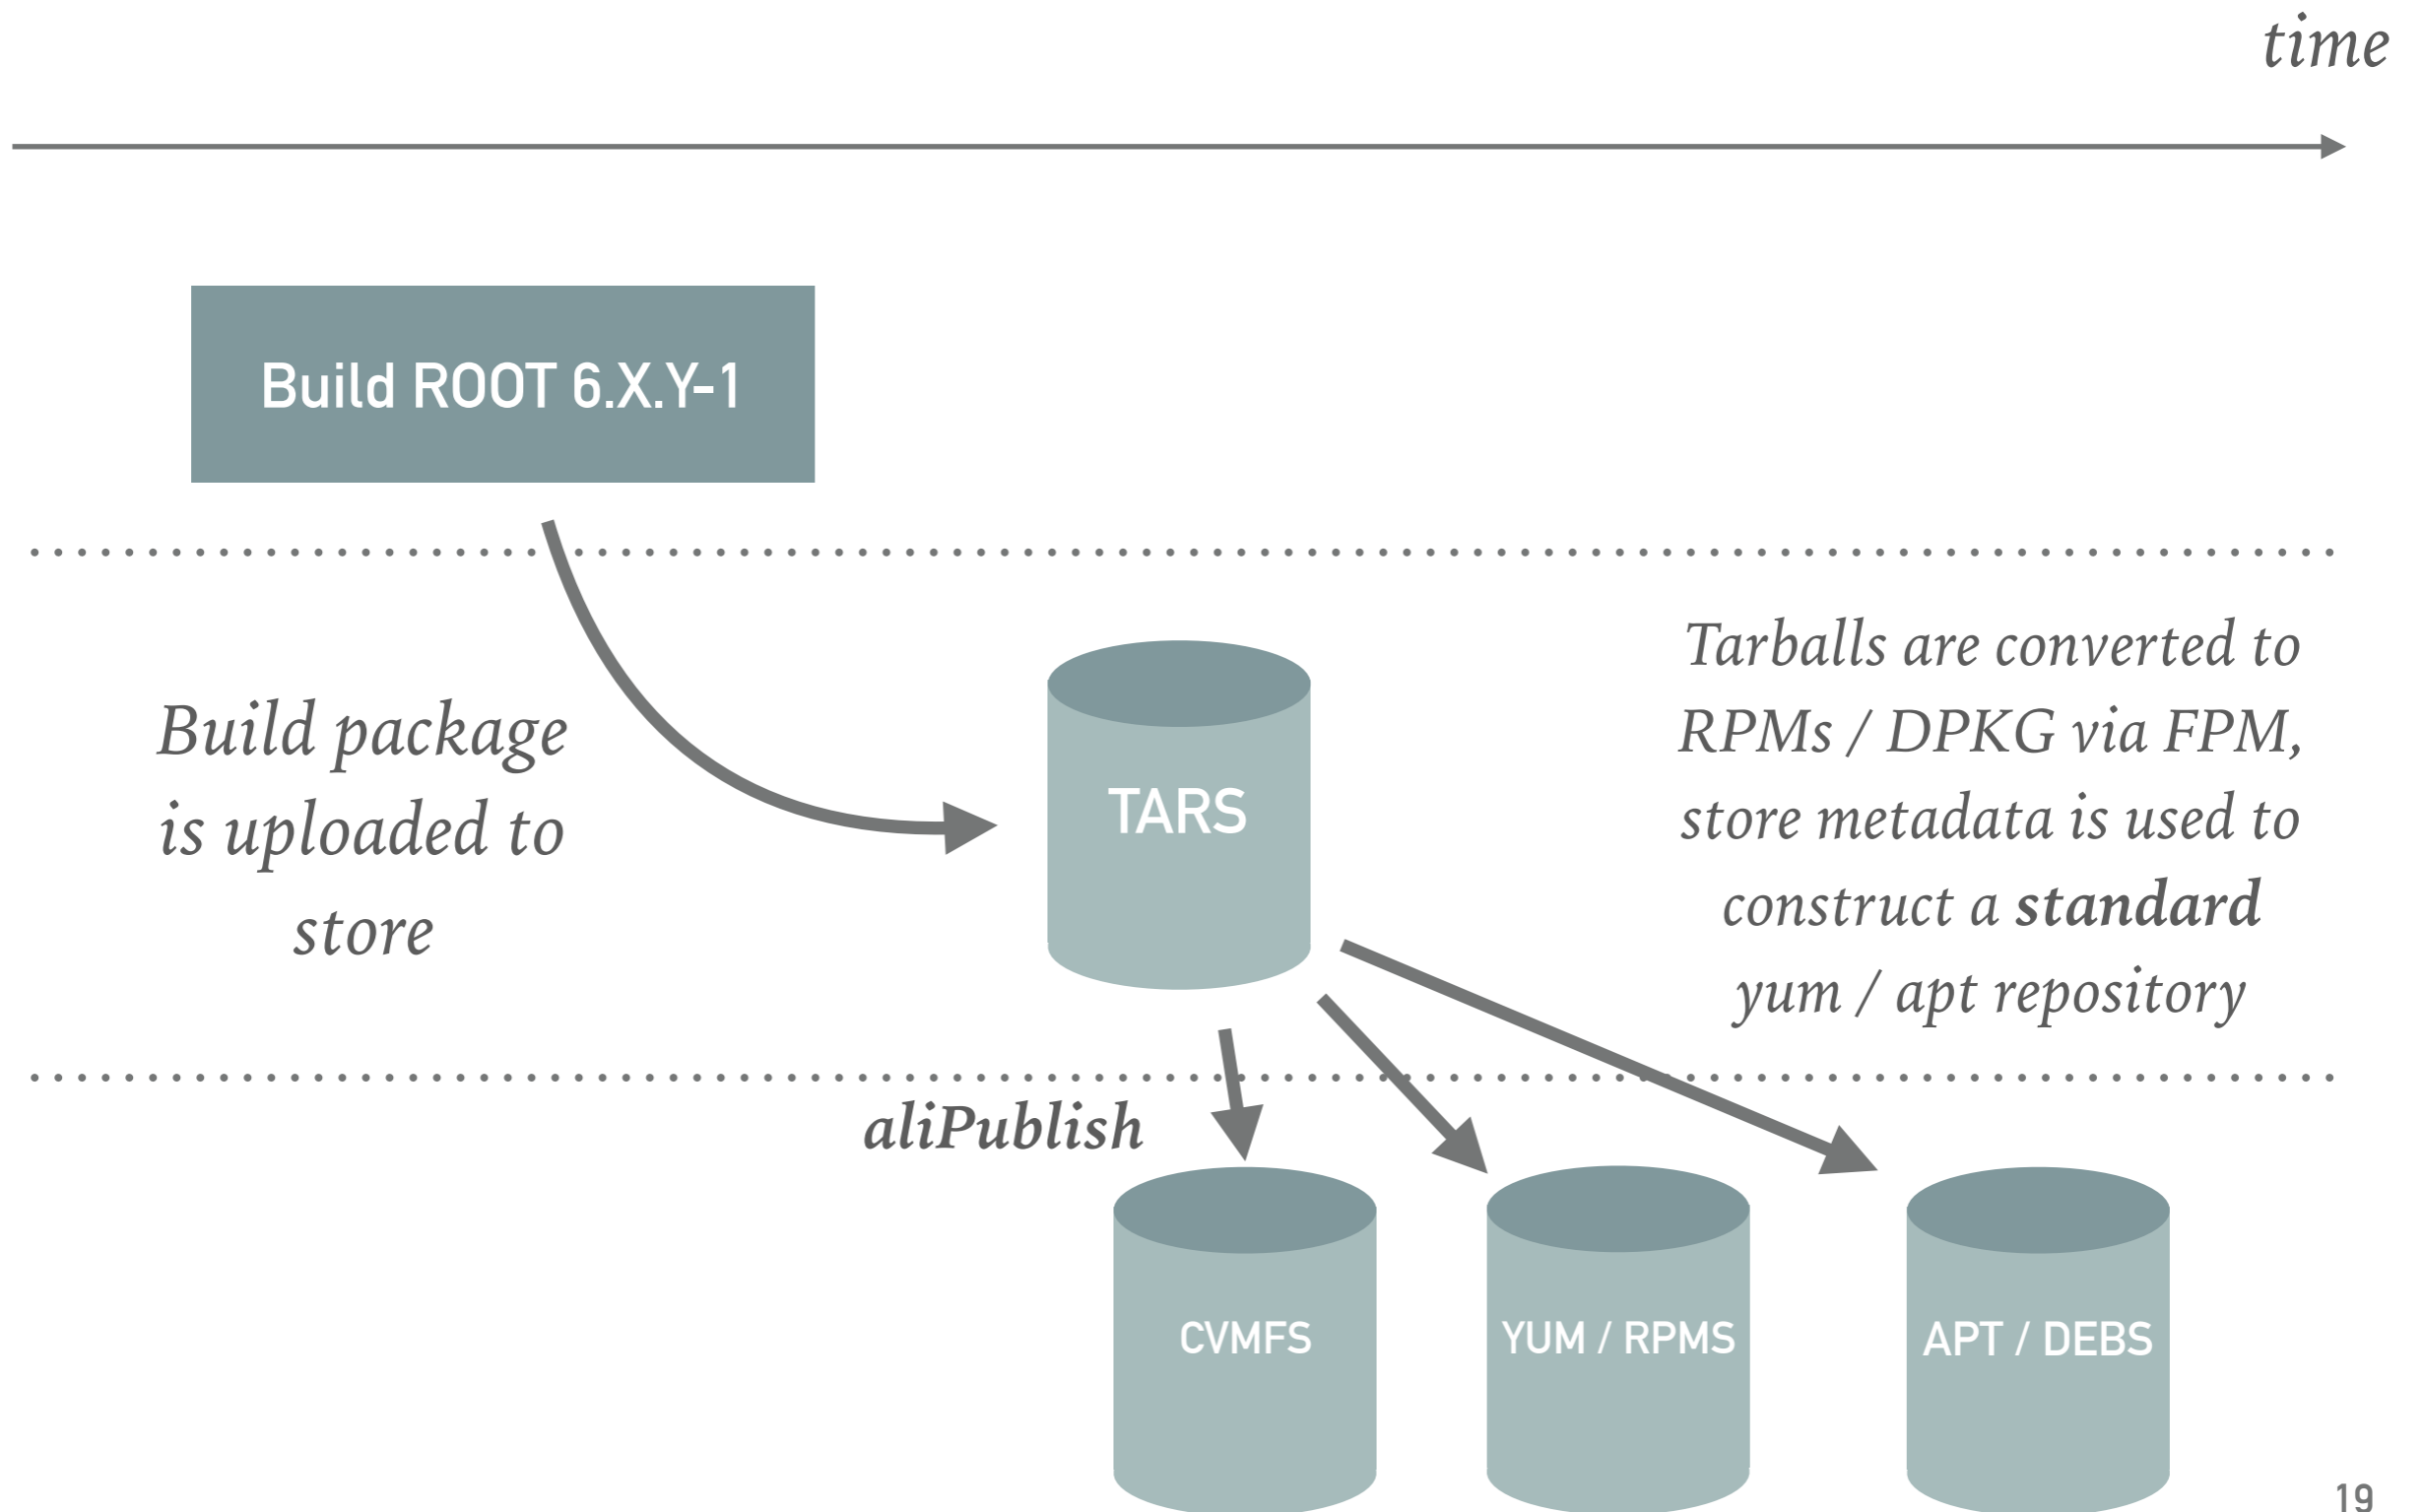 time
Build ROOT 6.X.Y-1
Build package
is uploaded to
store
TARS
Tarballs are converted to
RPMs / DPKG via FPM,
store metadata is used to
construct a standard
yum / apt repository
aliPublish
CVMFS
YUM / RPMS
APT / DEBS
19